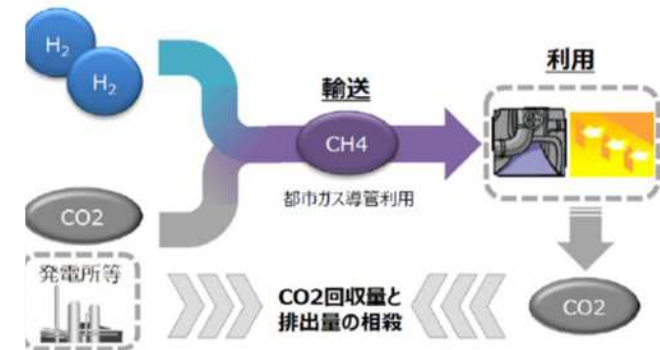 H2
H2
輸送
利用
CH4
都市ガス導管利用
CO2
発電所等
CO2回収量と
排出量の相殺
CO2